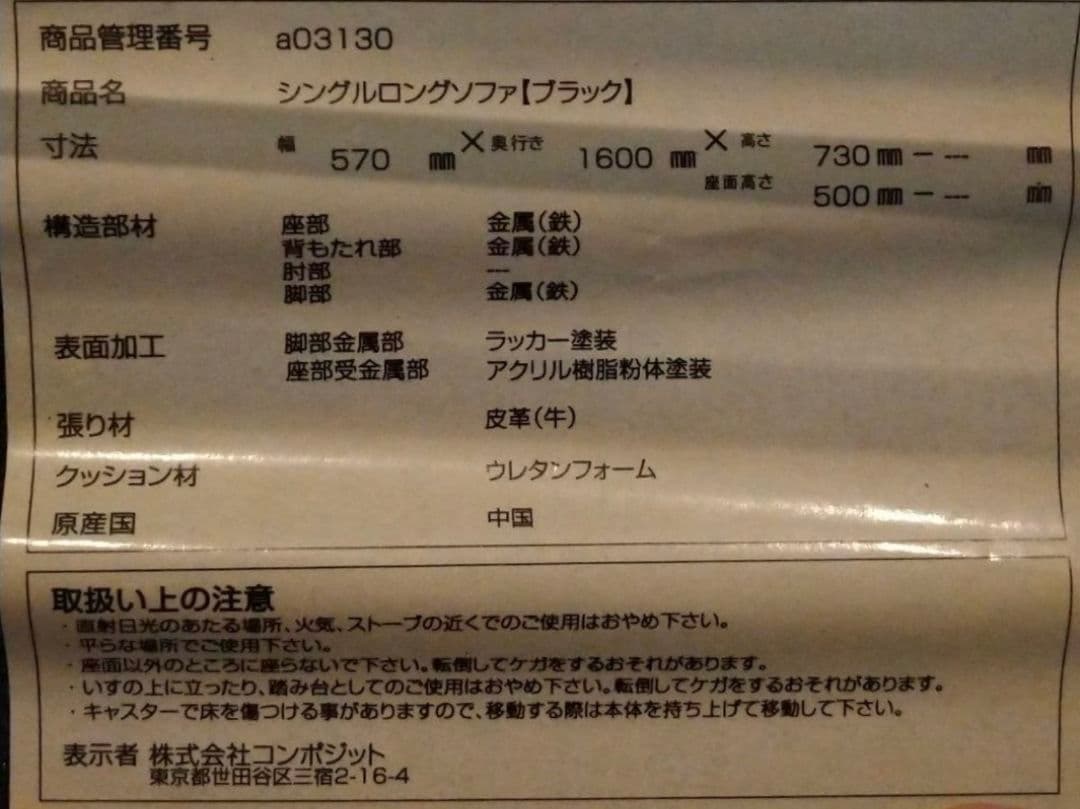 商品管理番号 a03130
商品名 シングルロングソファ【ブラック】
寸法 幅 570 mm × 奥行き 1600 mm × 高さ 730 mm － --- mm
座面高さ 500 mm － --- mm
構造部材 座部 金属(鉄)
背もたれ部 金属(鉄)
肘部 ---
脚部 金属(鉄)
表面加工 脚部金属部 ラッカー塗装
座部受金属部 アクリル樹脂粉体塗装
張り材 皮革(牛)
クッション材 ウレタンフォーム
原産国 中国
取扱い上の注意
・直射日光のあたる場所、火気、ストーブの近くでのご使用はおやめ下さい。
・平らな場所でご使用下さい。
・座面以外のところに座らないで下さい。転倒してケガをするおそれがあります。
・いすの上に立ったり、踏み台としてのご使用はおやめ下さい。転倒してケガをするおそれがあります。
・キャスターで床を傷つける事がありますので、移動する際は本体を持ち上げて移動して下さい。
表示者 株式会社コンポジット
東京都世田谷区三宿2-16-4